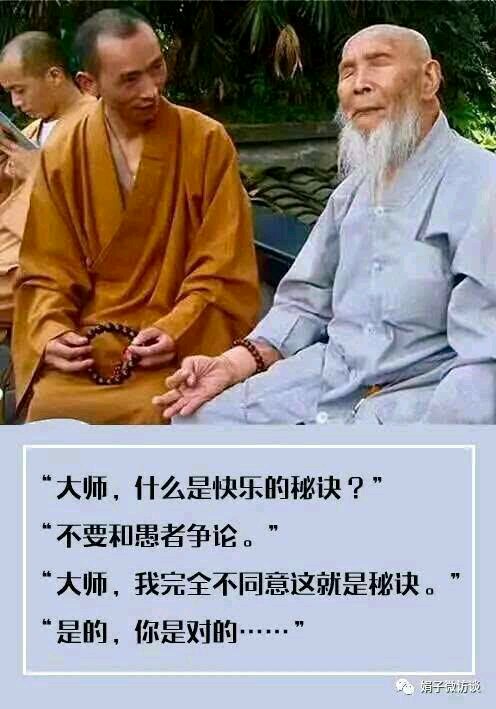 “大师，什么是快乐的秘诀？”
“不要和愚者争论。”
“大师，我完全不同意这就是秘诀。”
“是的，你是对的……”
娟子微访谈